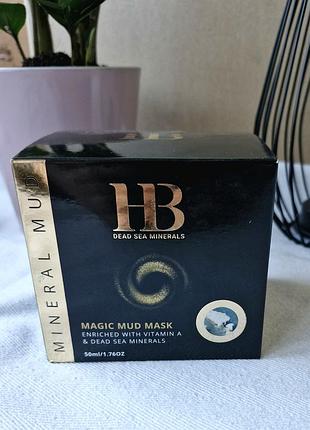 MINERAL MUD
HB
DEAD SEA MINERALS
MAGIC MUD MASK
ENRICHED WITH VITAMIN A
& DEAD SEA MINERALS
50ml/1.76OZ